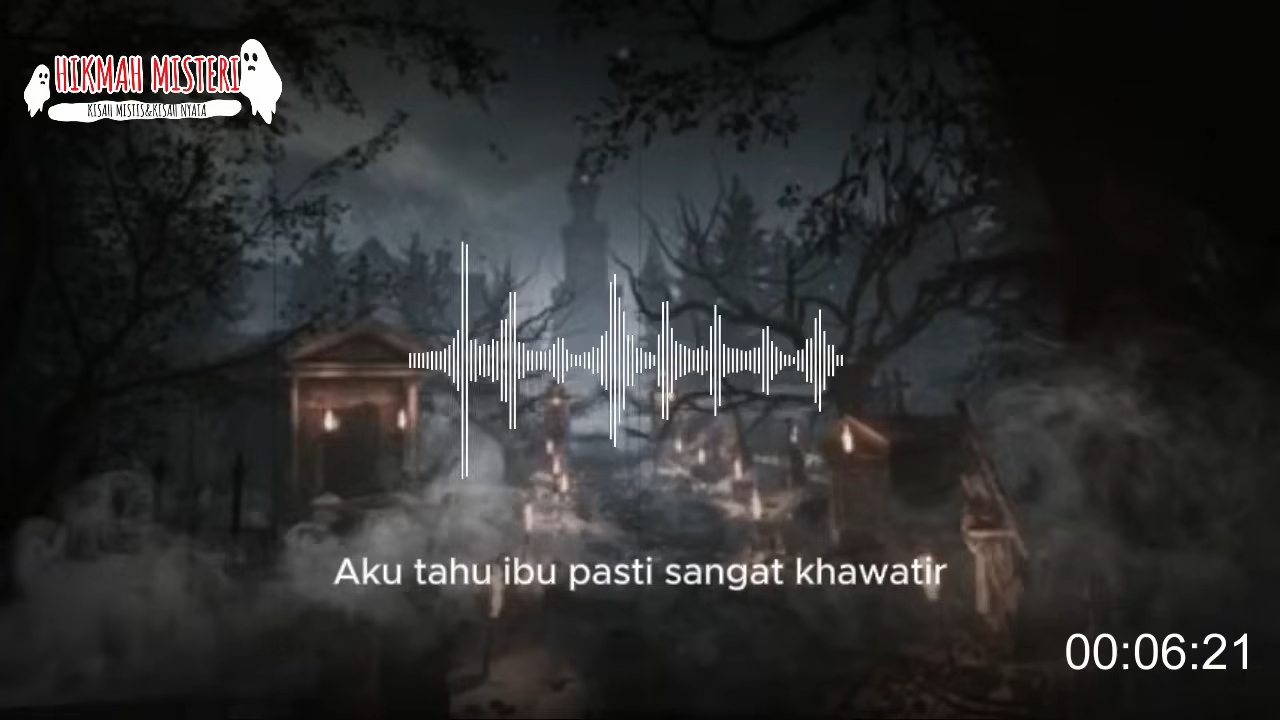 HIKMAH MISTERI
KISAH MISTIS&KISAH NYATA
Aku tahu ibu pasti sangat khawatir
00:06:21